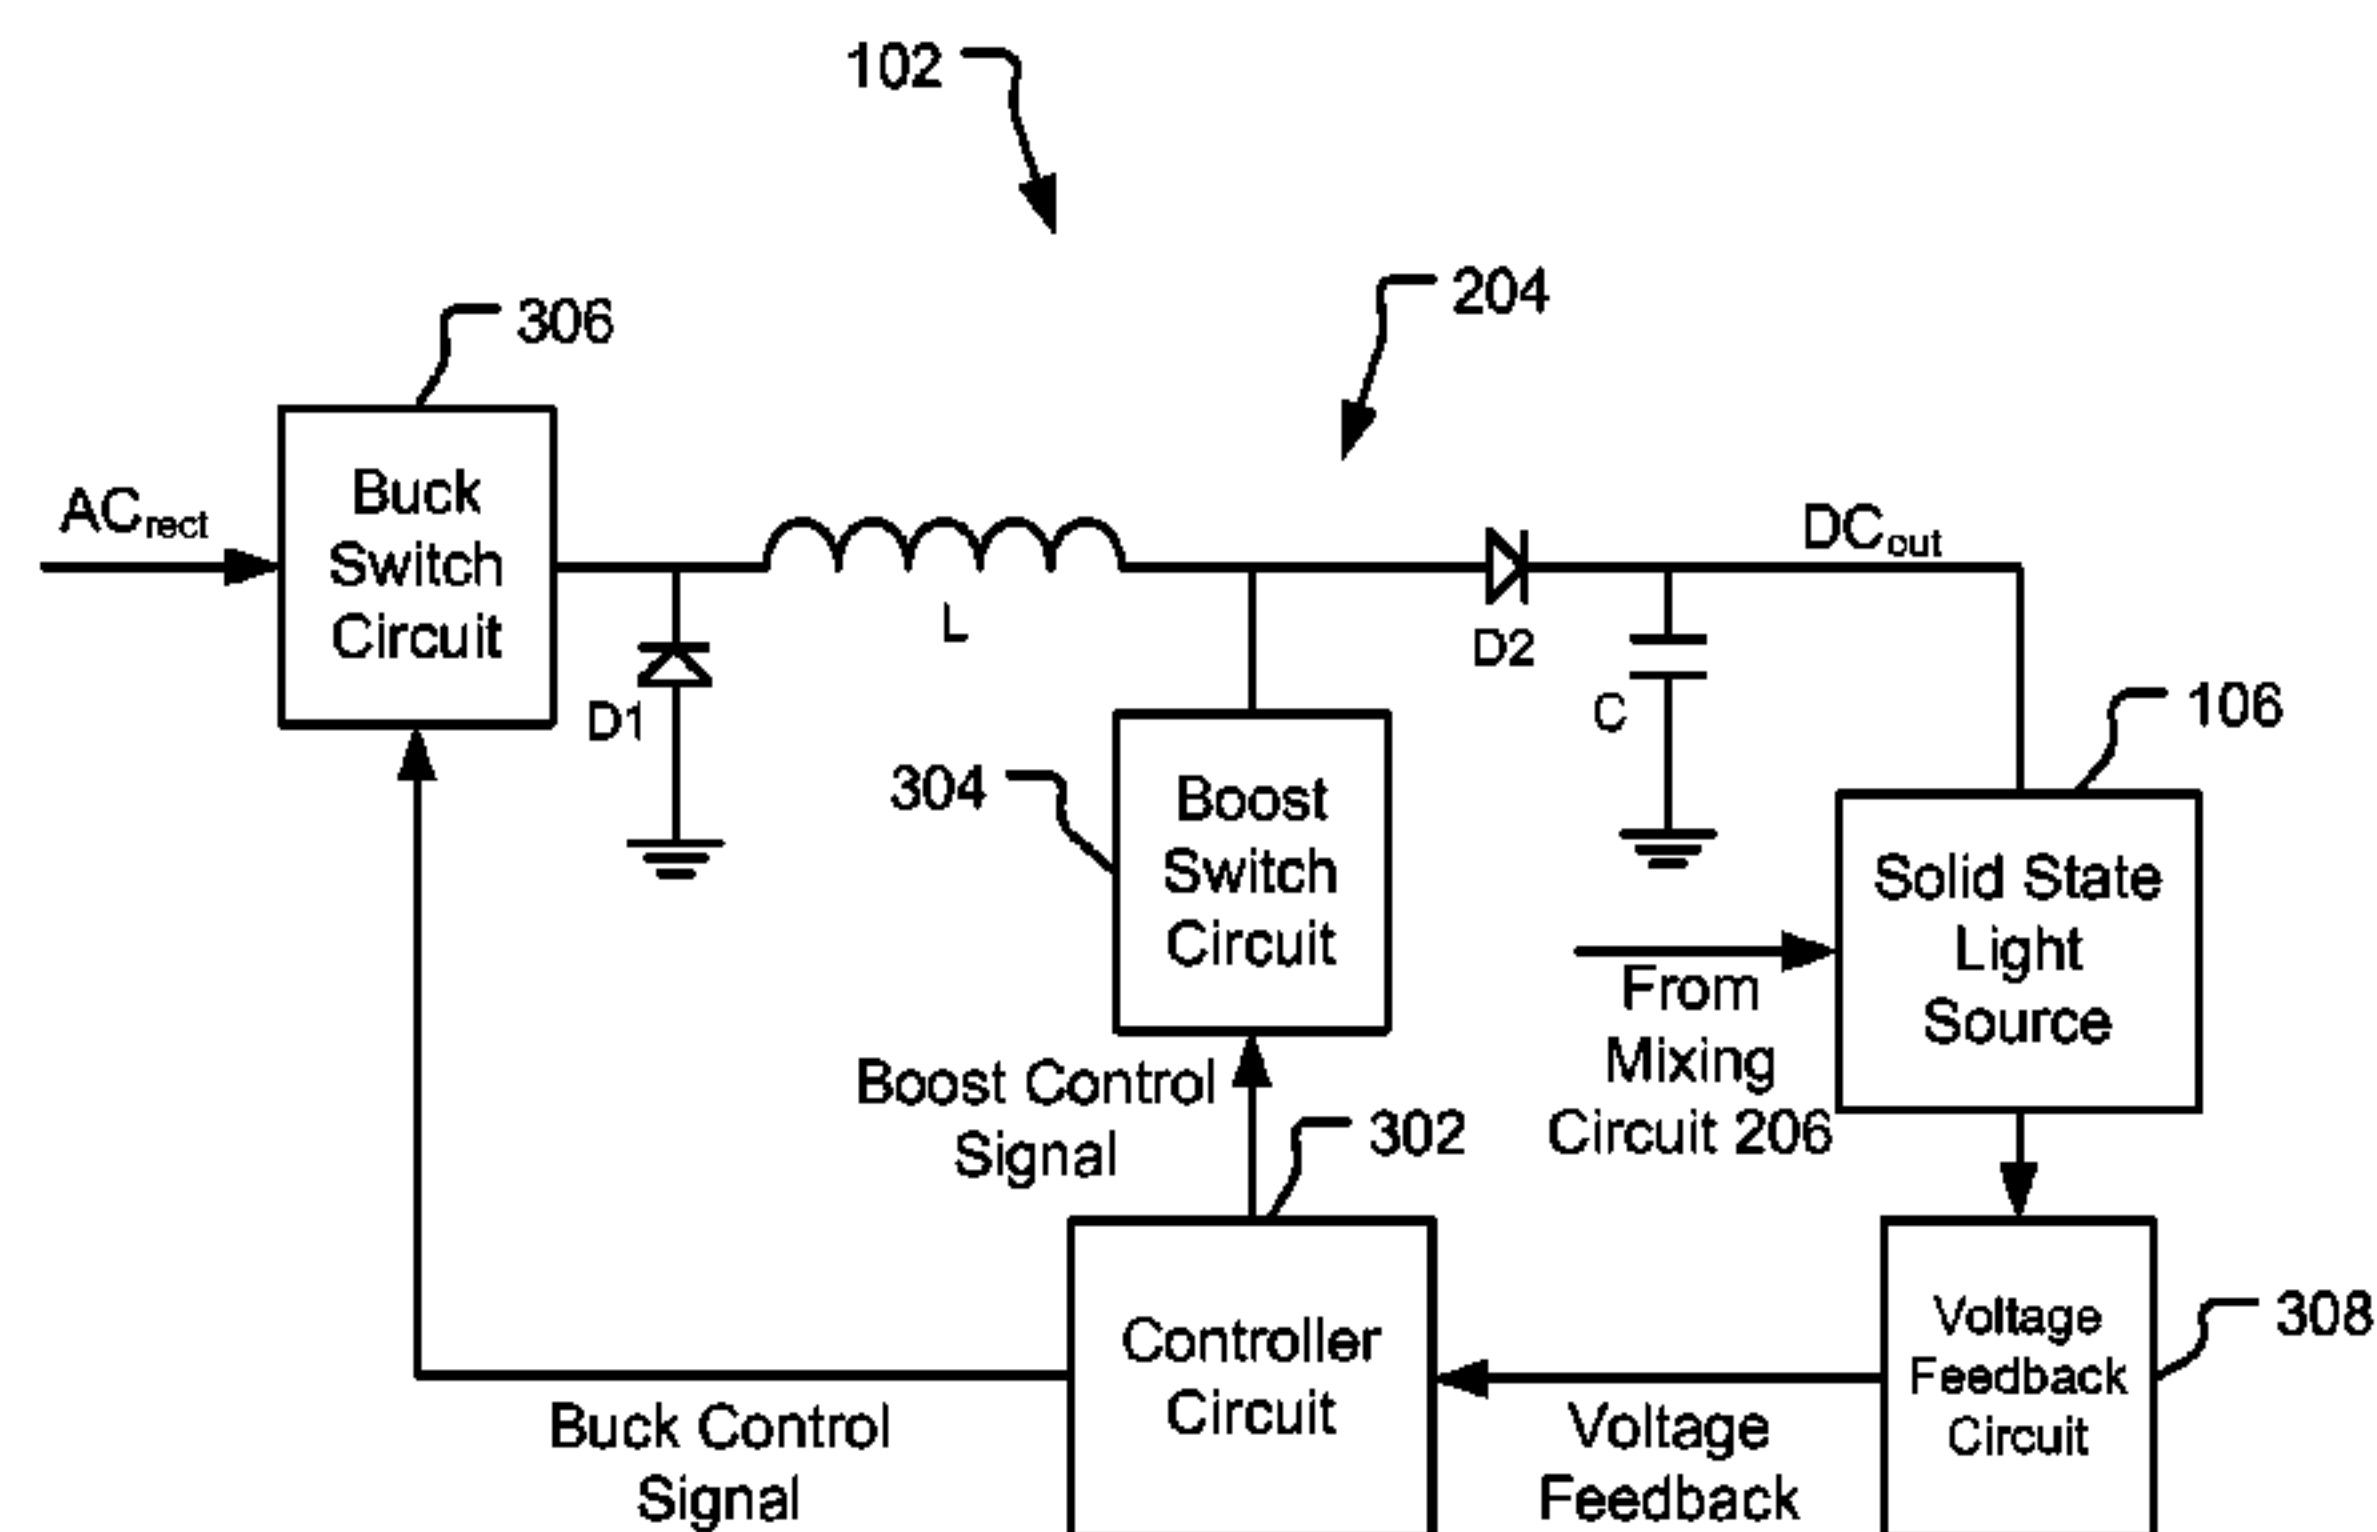 102
204
306
ACrect
Buck
Switch
Circuit
L
D1
DCout
D2
C
106
304
Boost
Switch
Circuit
Solid State
Light
Source
From
Mixing
Circuit 206
Boost Control
Signal
302
Controller
Circuit
Voltage
Feedback
Circuit
308
Buck Control
Signal
Voltage
Feedback